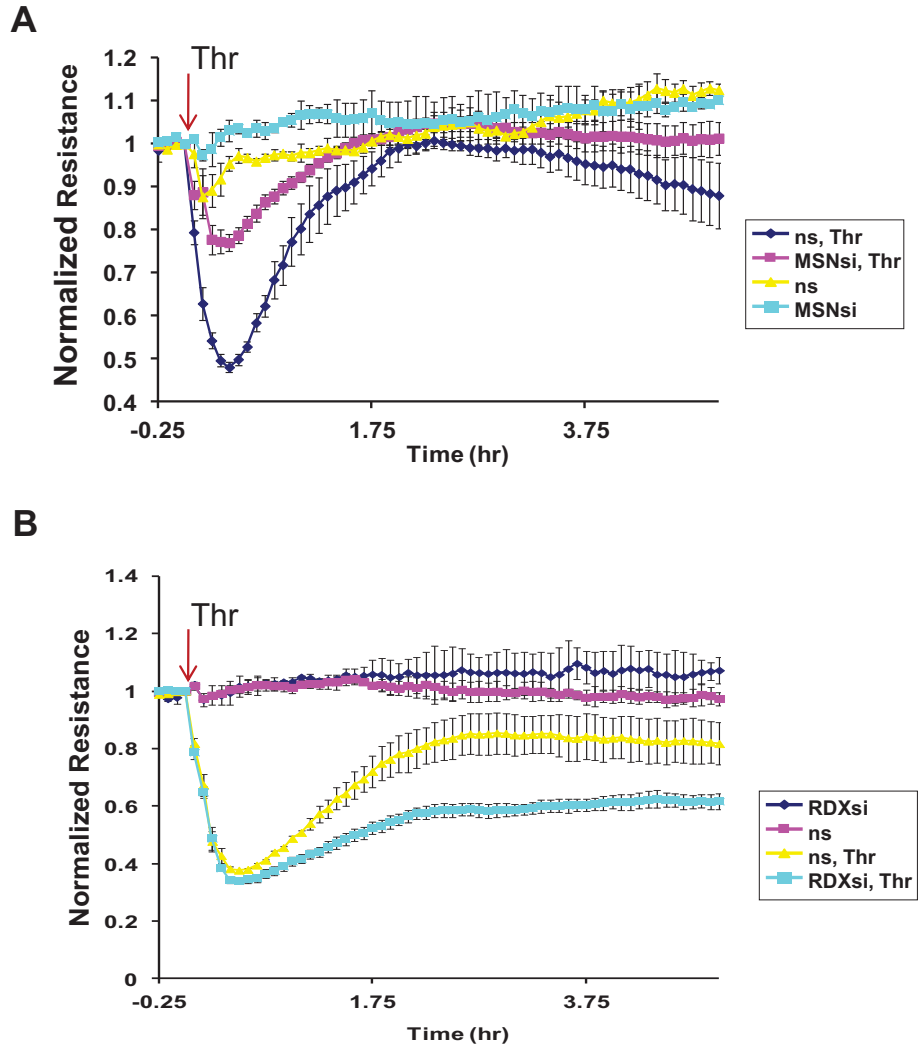 A
Thr
1.2
1.1
1
0.9
0.8
0.7
0.6
0.5
0.4
Normalized Resistance
-0.25
1.75
3.75
Time (hr)
ns, Thr
MSNsi, Thr
ns
MSNsi
B
Thr
1.4
1.2
1
0.8
0.6
0.4
0.2
0
Normalized Resistance
-0.25
1.75
3.75
Time (hr)
RDXsi
ns
ns, Thr
RDXsi, Thr